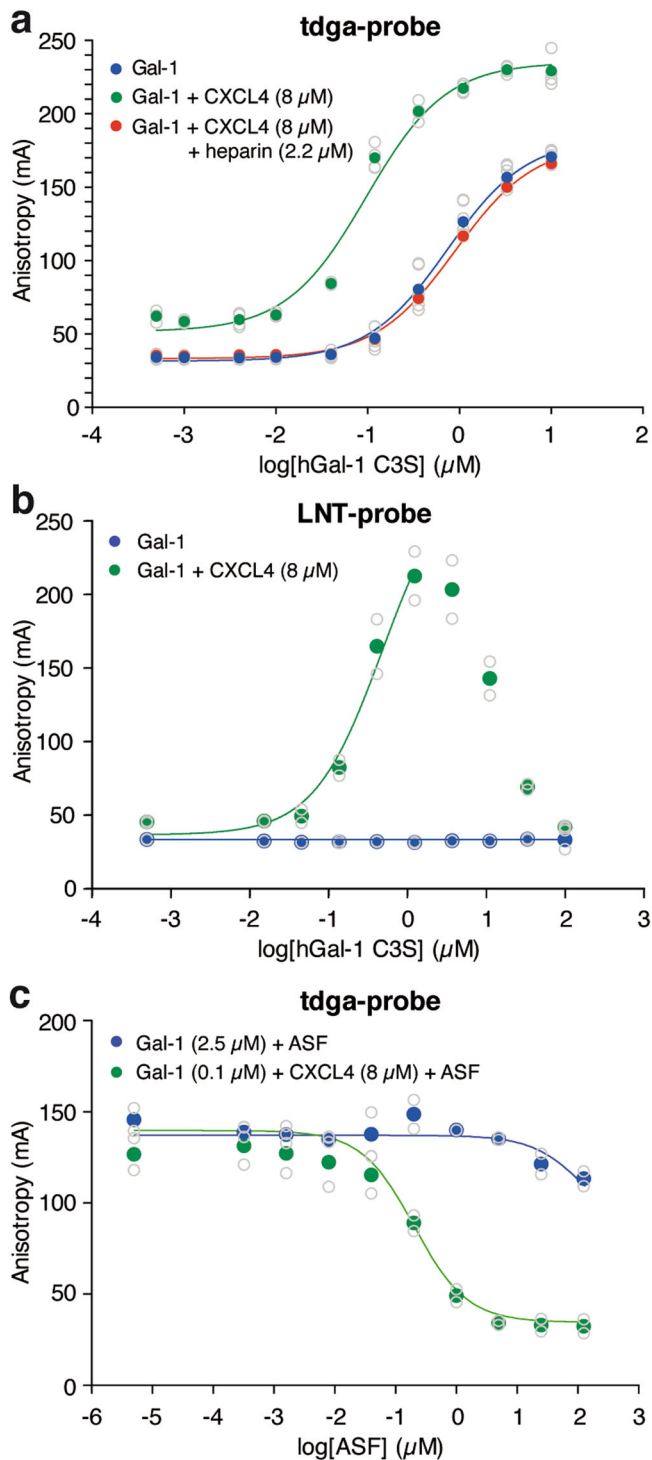 a
tdga-probe
Gal-1
Gal-1 + CXCL4 (8 µM)
Gal-1 + CXCL4 (8 µM)
+ heparin (2.2 µM)
250
200
150
100
50
0
Anisotropy (mA)
-4 -3 -2 -1 0 1 2
log[hGal-1 C3S] (µM)
b
LNT-probe
Gal-1
Gal-1 + CXCL4 (8 µM)
250
200
150
100
50
0
Anisotropy (mA)
-4 -3 -2 -1 0 1 2 3
log[hGal-1 C3S] (µM)
c
tdga-probe
Gal-1 (2.5 µM) + ASF
Gal-1 (0.1 µM) + CXCL4 (8 µM) + ASF
200
150
100
50
0
Anisotropy (mA)
-6 -5 -4 -3 -2 -1 0 1 2 3
log[ASF] (µM)